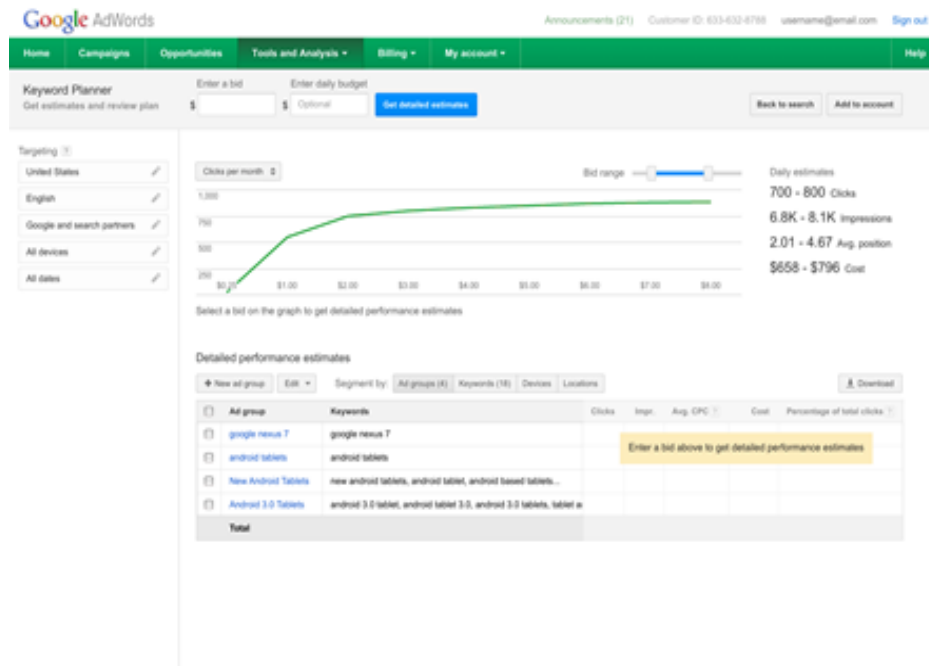 Google AdWords
Announcements (21) Customer ID: 633-632-8788 username@email.com Sign out
Home Campaigns Opportunities Tools and Analysis Billing My account Help
Keyword Planner
Get estimates and review plan
Enter a bid Enter daily budget
$ $ Optional Get detailed estimates Back to search Add to account
Targeting ?
United States
English
Google and search partners
All devices
All dates
Clicks per month
Bid range
1,000
750
500
250
$0.25 $1.00 $2.00 $3.00 $4.00 $5.00 $6.00 $7.00 $8.00
Select a bid on the graph to get detailed performance estimates
Daily estimates
700 - 800 Clicks
6.8K - 8.1K Impressions
2.01 - 4.67 Avg. position
$658 - $796 Cost
Detailed performance estimates
+ New ad group Edit Segment by: Ad groups (4) Keywords (18) Devices Locations Download
Ad group Keywords Clicks Impr. Avg. CPC ? Cost Percentage of total clicks ?
google nexus 7 google nexus 7
Enter a bid above to get detailed performance estimates
android tablets android tablets
New Android Tablets new android tablets, android tablet, android based tablets...
Android 3.0 Tablets android 3.0 tablet, android tablet 3.0, android 3.0 tablets, tablet a
Total